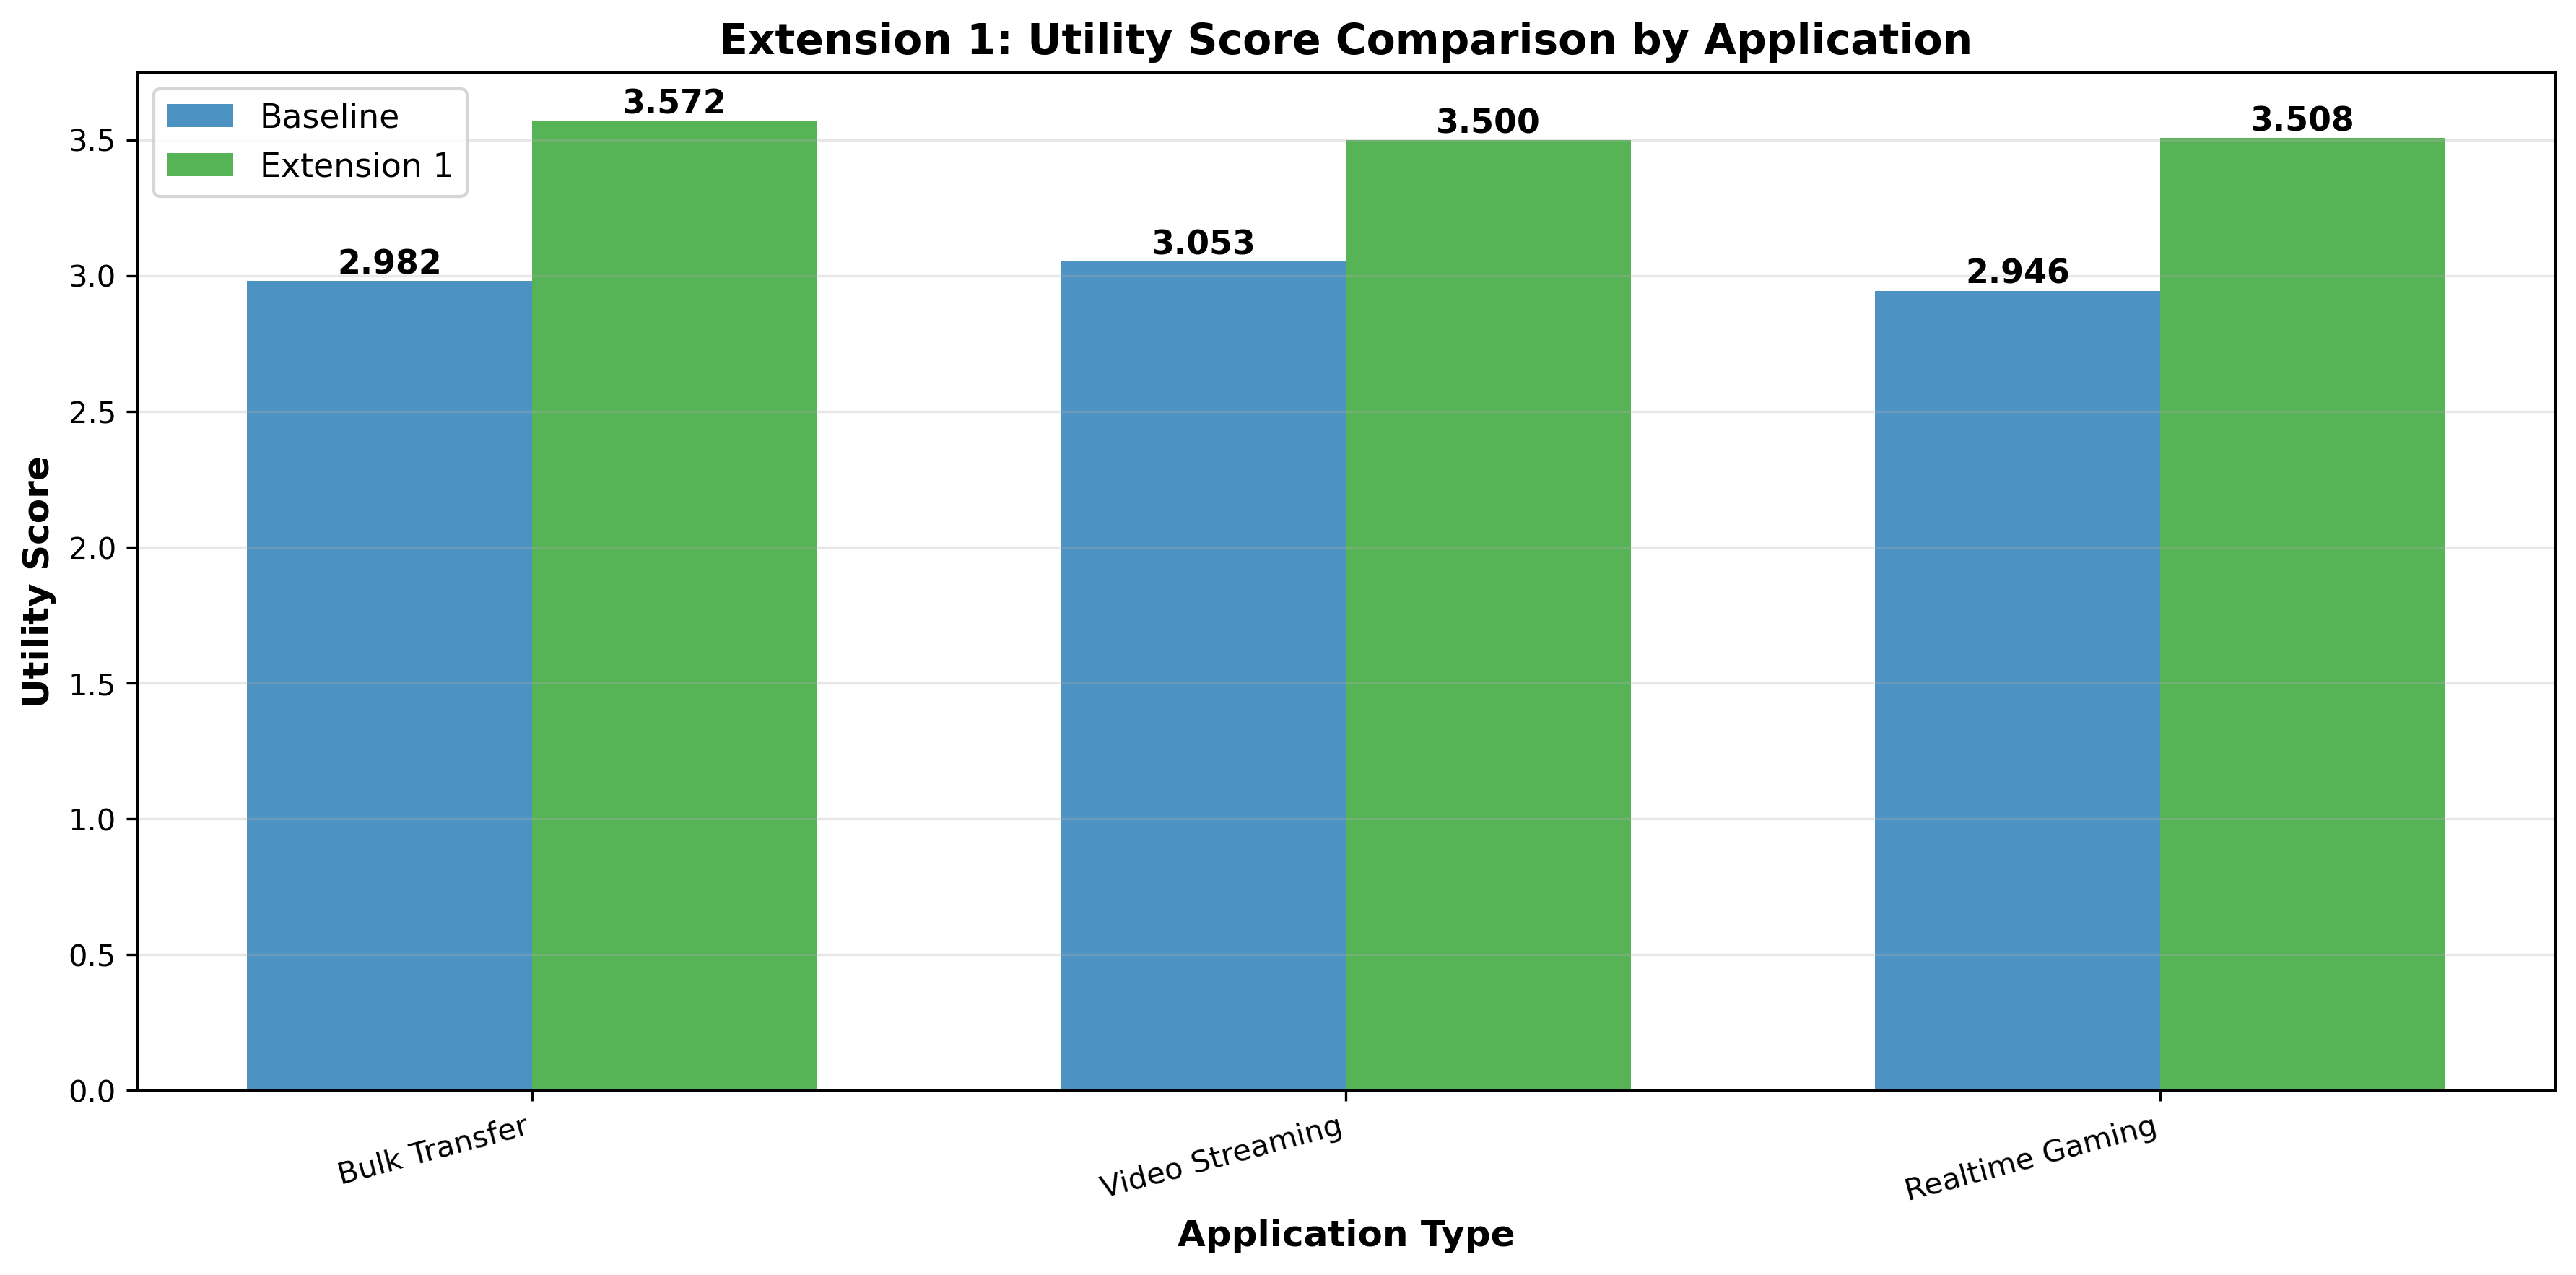 Extension 1: Utility Score Comparison by Application
Baseline
Extension 1
3.572
3.500
3.508
2.982
3.053
2.946
3.5
3.0
2.5
2.0
1.5
1.0
0.5
0.0
Utility Score
Bulk Transfer
Video Streaming
Realtime Gaming
Application Type